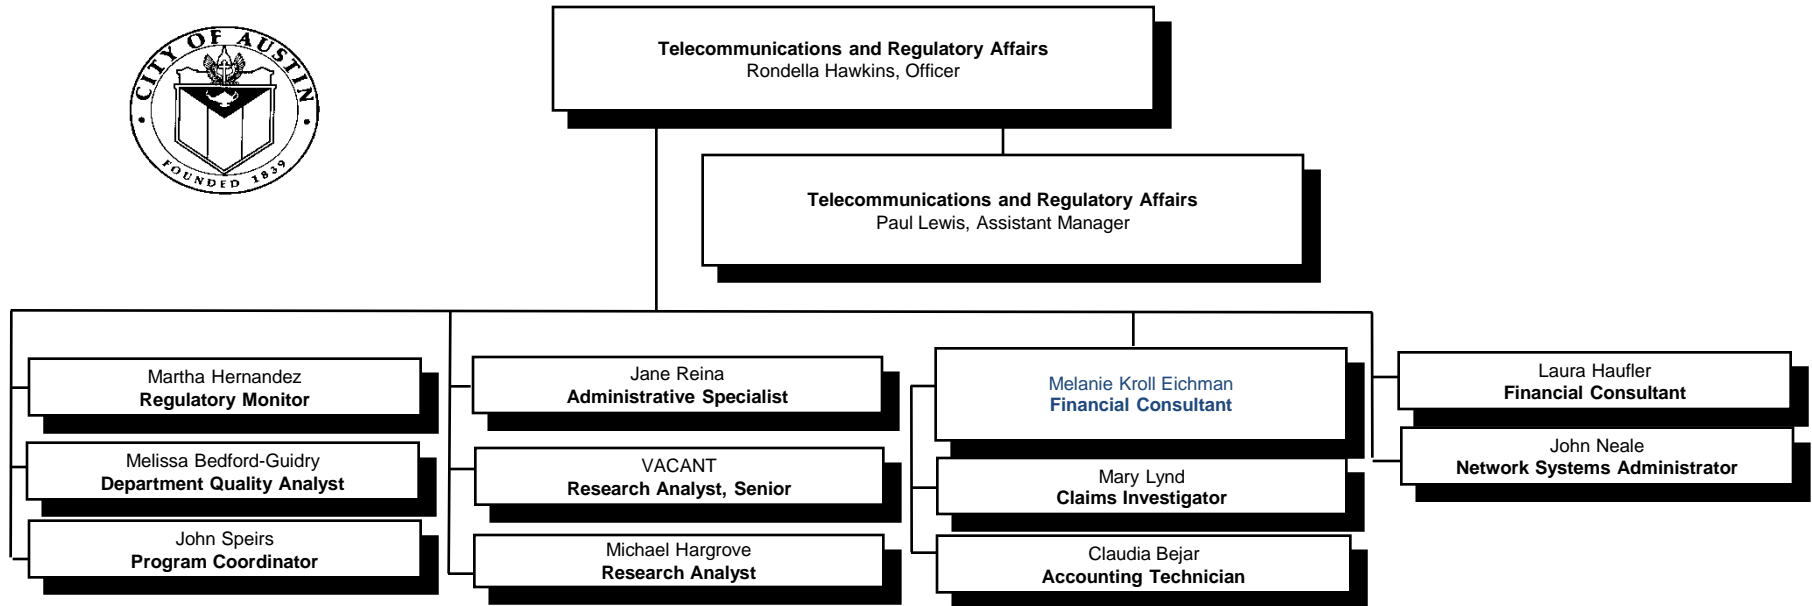 CITY OF AUSTIN
FOUNDED 1839
Telecommunications and Regulatory Affairs
Rondella Hawkins, Officer
Telecommunications and Regulatory Affairs
Paul Lewis, Assistant Manager
Martha Hernandez
Regulatory Monitor
Melissa Bedford-Guidry
Department Quality Analyst
John Speirs
Program Coordinator
Jane Reina
Administrative Specialist
VACANT
Research Analyst, Senior
Michael Hargrove
Research Analyst
Melanie Kroll Eichman
Financial Consultant
Mary Lynd
Claims Investigator
Claudia Bejar
Accounting Technician
Laura Haufler
Financial Consultant
John Neale
Network Systems Administrator